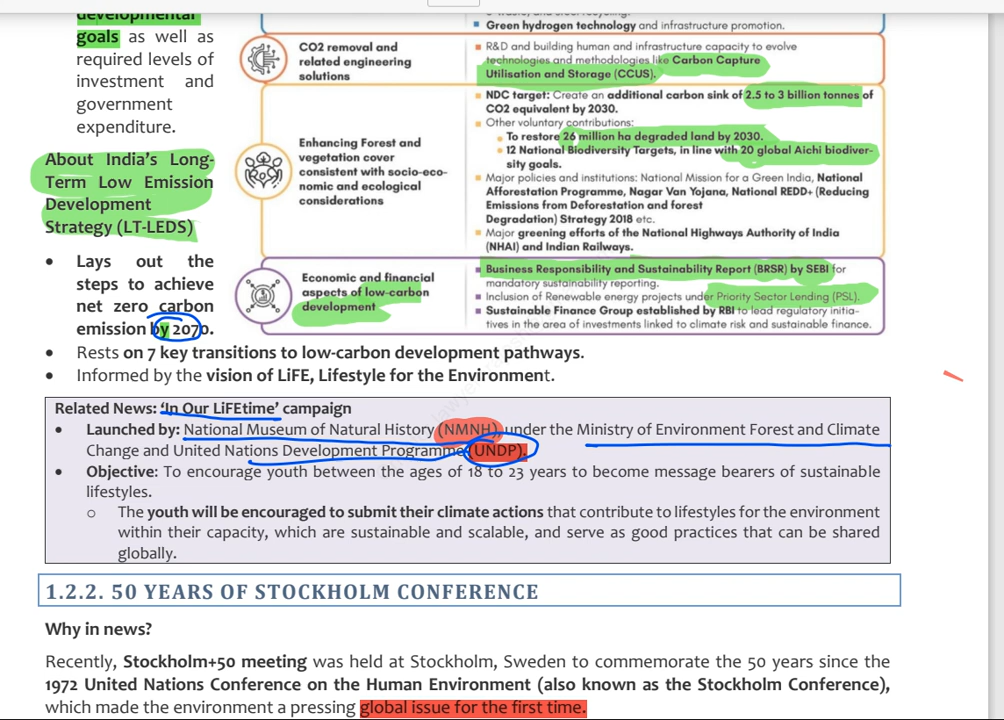 developmental
goals as well as
required levels of
investment and
government
expenditure.
About India's Long-
Term Low Emission
Development
Strategy (LT-LEDS)
• Lays out the
steps to achieve
net zero carbon
emission by 2070.
e-waste, and steel recycling.
Green hydrogen technology and infrastructure promotion.
CO2 removal and
related engineering
solutions
R&D and building human and infrastructure capacity to evolve
technologies and methodologies like Carbon Capture
Utilisation and Storage (CCUS).
Enhancing Forest and
vegetation cover
consistent with socio-eco-
nomic and ecological
considerations
NDC target: Create an additional carbon sink of 2.5 to 3 billion tonnes of
CO2 equivalent by 2030.
Other voluntary contributions:
To restore 26 million ha degraded land by 2030.
12 National Biodiversity Targets, in line with 20 global Aichi biodiver-
sity goals.
Major policies and institutions: National Mission for a Green India, National
Afforestation Programme, Nagar Van Yojana, National REDD+ (Reducing
Emissions from Deforestation and forest
Degradation) Strategy 2018 etc.
Major greening efforts of the National Highways Authority of India
(NHAI) and Indian Railways.
Economic and financial
aspects of low-carbon
development
Business Responsibility and Sustainability Report (BRSR) by SEBI for
mandatory sustainability reporting.
Inclusion of Renewable energy projects under Priority Sector Lending (PSL).
Sustainable Finance Group established by RBI to lead regulatory initia-
tives in the area of investments linked to climate risk and sustainable finance.
• Rests on 7 key transitions to low-carbon development pathways.
• Informed by the vision of LiFE, Lifestyle for the Environment.
Related News: 'In Our LiFEtime' campaign
• Launched by: National Museum of Natural History (NMNH), under the Ministry of Environment Forest and Climate
Change and United Nations Development Programme (UNDP).
• Objective: To encourage youth between the ages of 18 to 23 years to become message bearers of sustainable
lifestyles.
o The youth will be encouraged to submit their climate actions that contribute to lifestyles for the environment
within their capacity, which are sustainable and scalable, and serve as good practices that can be shared
globally.
1.2.2. 50 YEARS OF STOCKHOLM CONFERENCE
Why in news?
Recently, Stockholm+50 meeting was held at Stockholm, Sweden to commemorate the 50 years since the
1972 United Nations Conference on the Human Environment (also known as the Stockholm Conference),
which made the environment a pressing global issue for the first time.